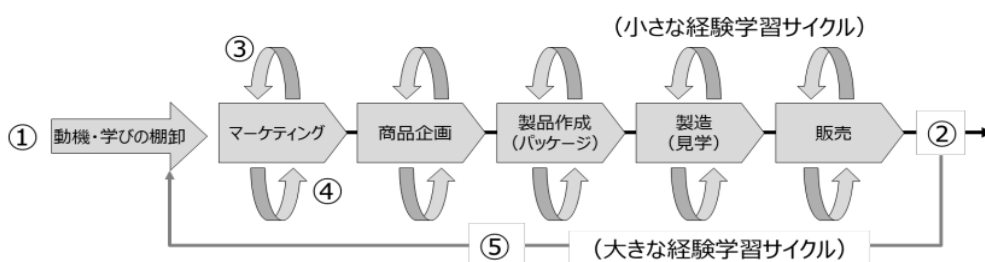 (小さな経験学習サイクル)
③
①
動機・学びの棚卸
マーケティング
商品企画
製品作成
(パッケージ)
製造
(見学)
販売
②
④
⑤
(大きな経験学習サイクル)